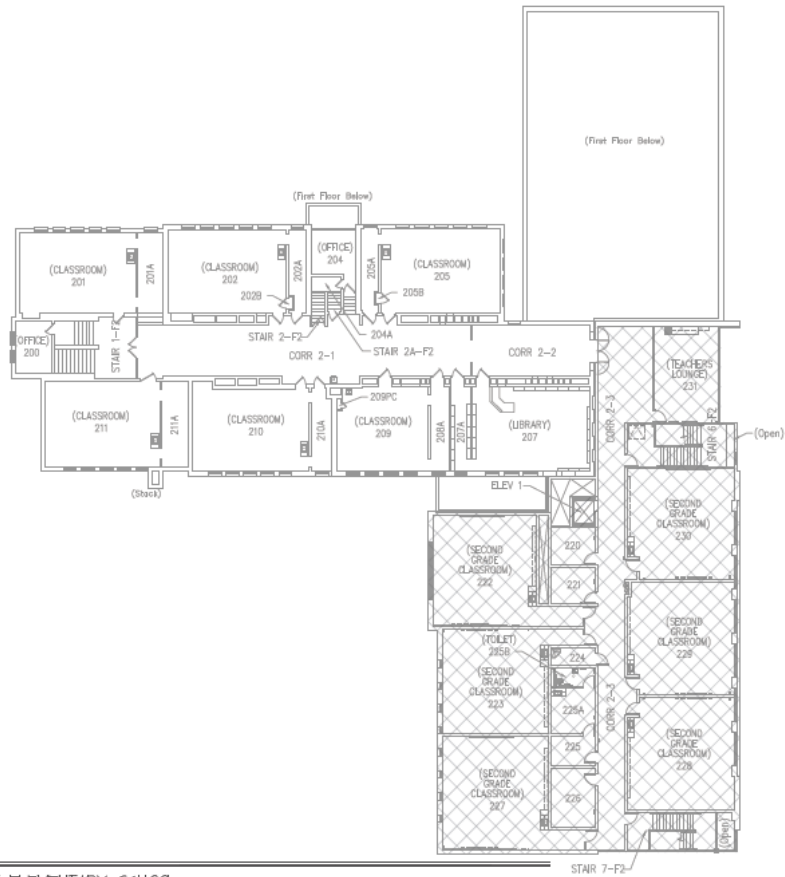 (First Floor Below)
(First Floor Below)
(CLASSROOM)
201
201A
(CLASSROOM)
202
202A
202B
(OFFICE)
204
205A
(CLASSROOM)
205
205B
(OFFICE)
200
STAIR 1-F2
STAIR 2-F2
204A
STAIR 2A-F2
CORR 2-1
CORR 2-2
(CLASSROOM)
211
211A
(CLASSROOM)
210
210A
209PC
(CLASSROOM)
209
208A
207A
(LIBRARY)
207
(Stack)
CORR 2-3
(TEACHERS
LOUNGE)
231
STAIR 6-F2
(Open)
ELEV 1
(SECOND
GRADE
CLASSROOM)
230
(SECOND
GRADE
CLASSROOM)
222
220
221
(SECOND
GRADE
CLASSROOM)
229
(TOILET)
225B
224
(SECOND
GRADE
CLASSROOM)
223
225A
CORR 2-3
(SECOND
GRADE
CLASSROOM)
228
225
(SECOND
GRADE
CLASSROOM)
227
226
(Open)
STAIR 7-F2